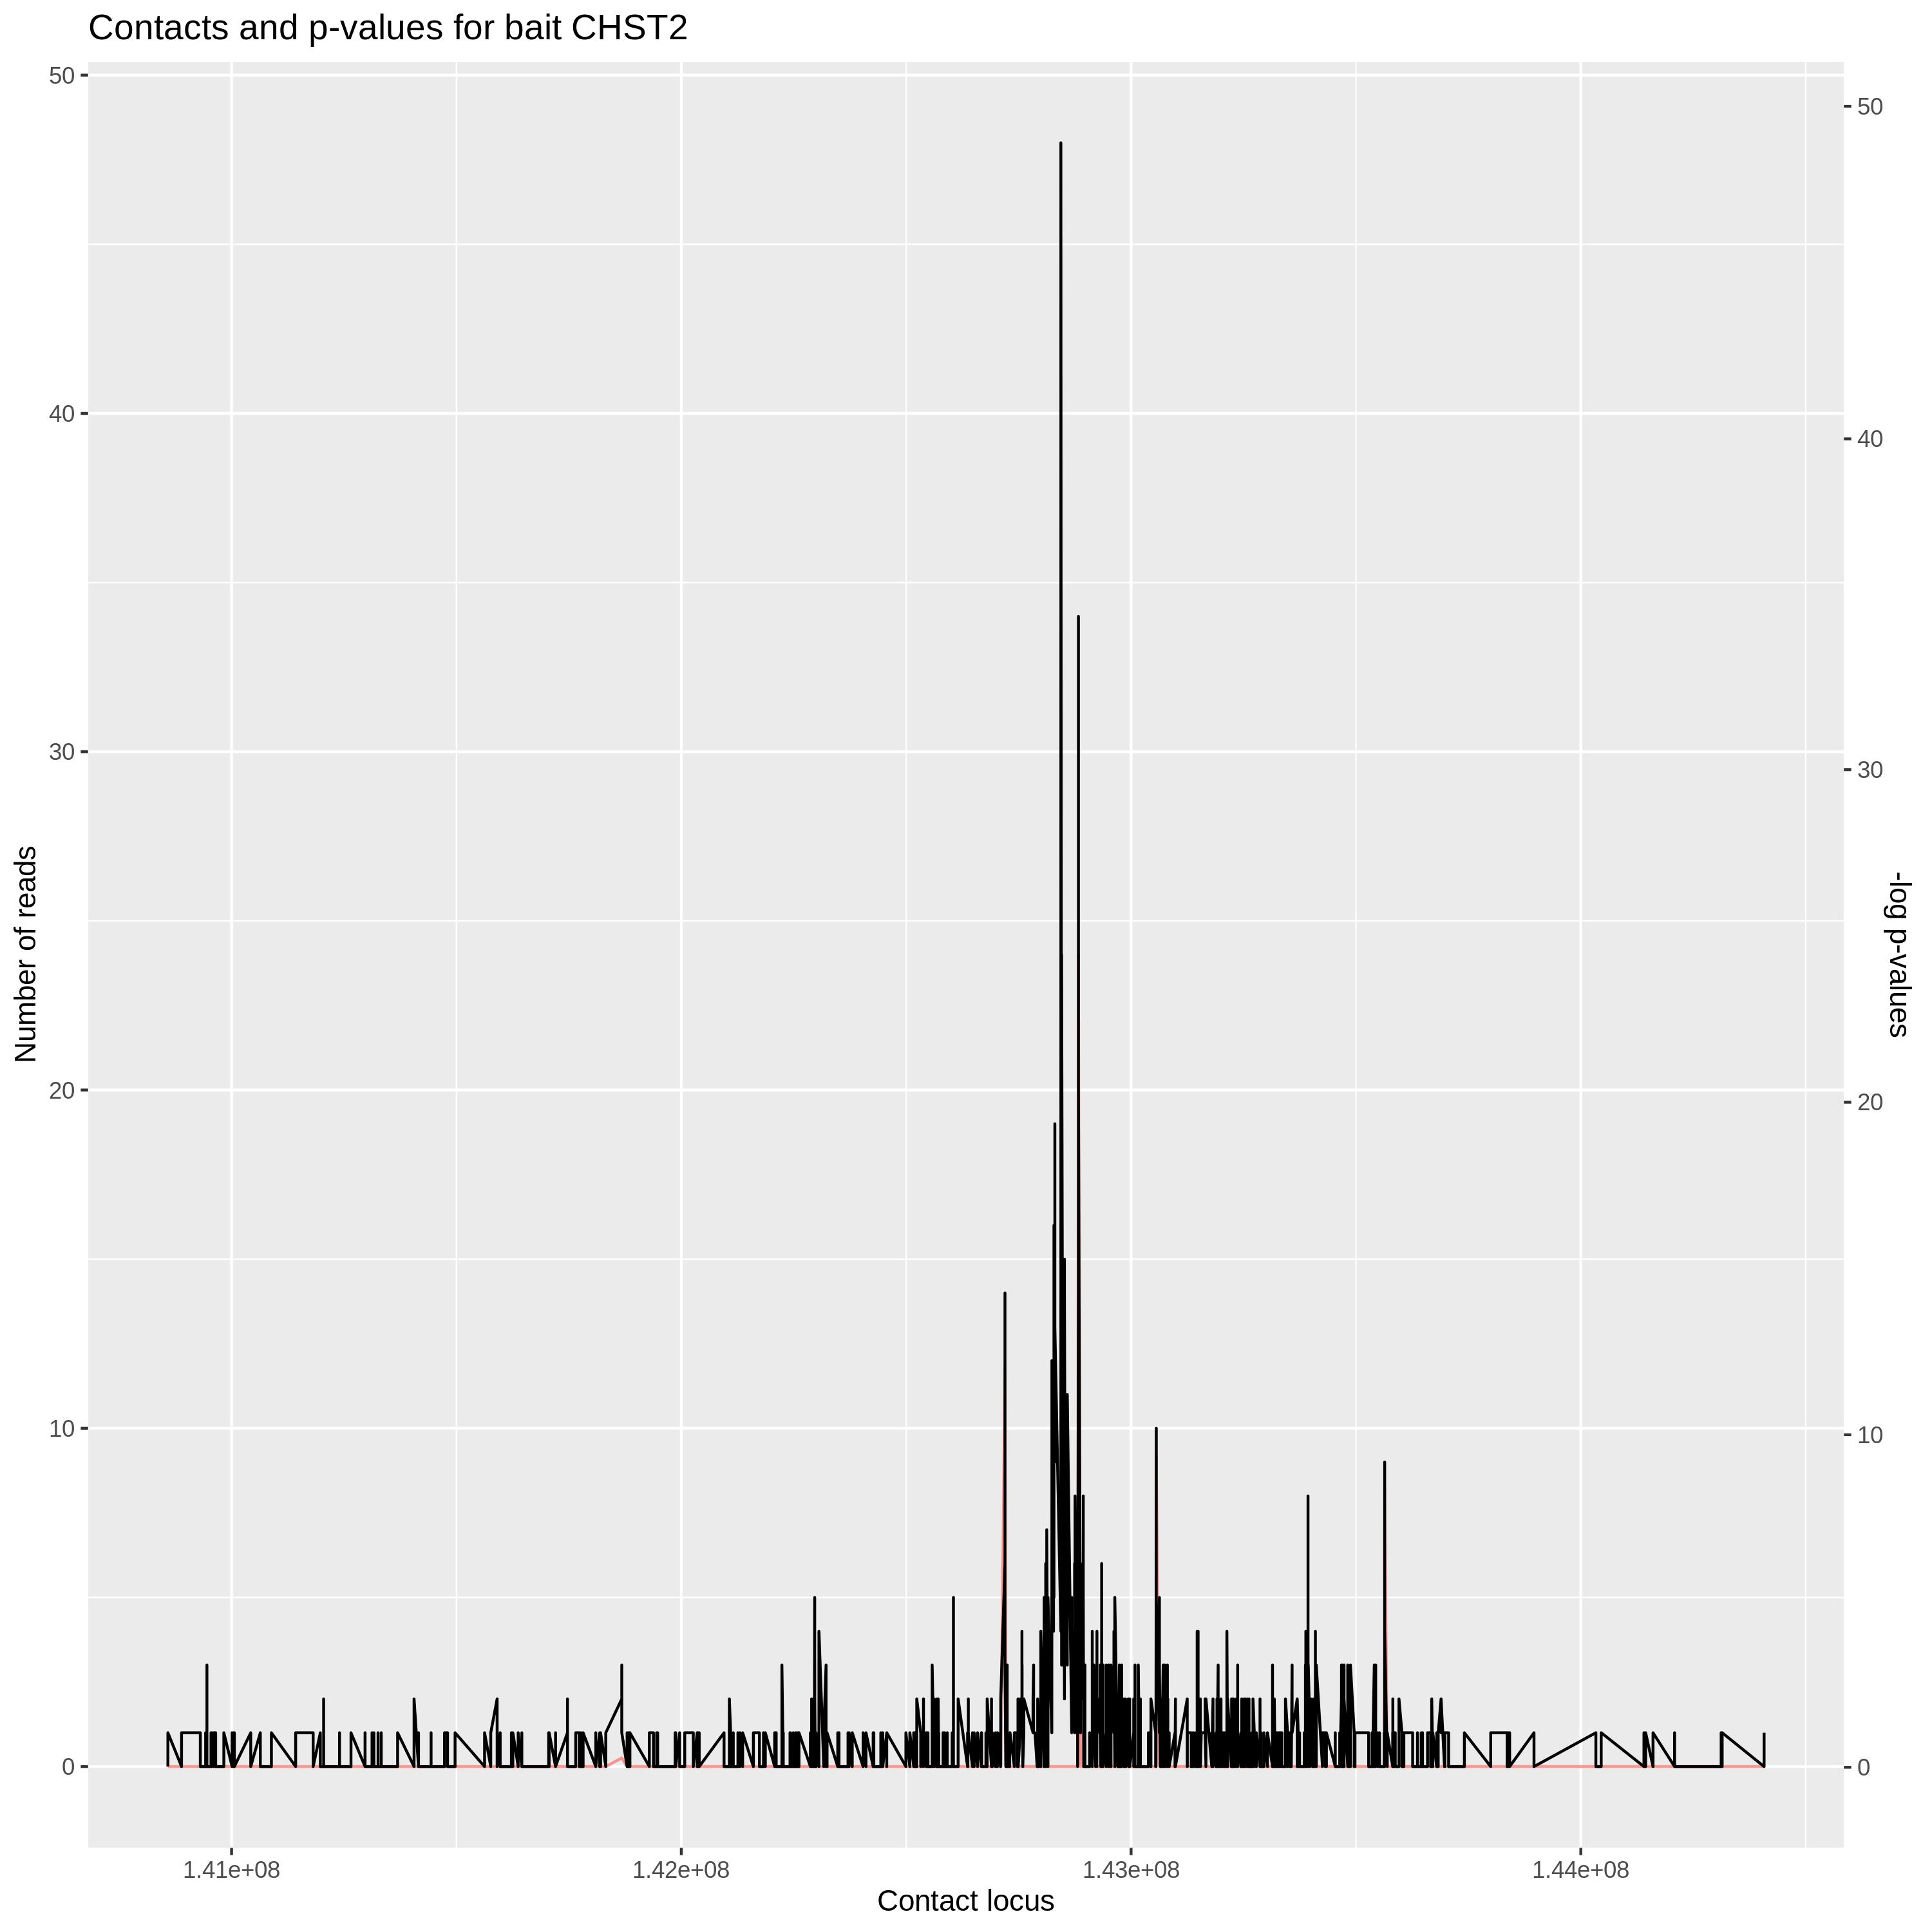 Contacts and p-values for bait CHST2
50
40
30
20
10
0
Number of reads
50
40
30
20
10
0
-log p-values
1.41e+08
1.42e+08
1.43e+08
1.44e+08
Contact locus